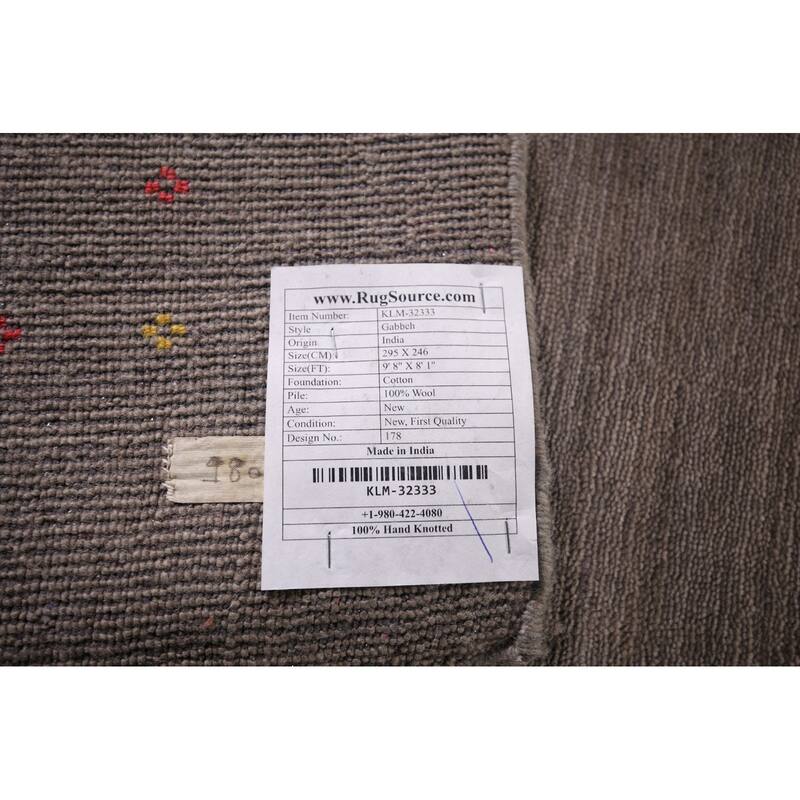 www.RugSource.com
Item Number: KLM-32333
Style Gabbeh
Origin India
Size(CM): 295 X 246
Size(FT): 9' 8" X 8' 1"
Foundation: Cotton
Pile: 100% Wool
Age: New
Condition: New, First Quality
Design No.: 178
Made in India
KLM-32333
+1-980-422-4080
100% Hand Knotted